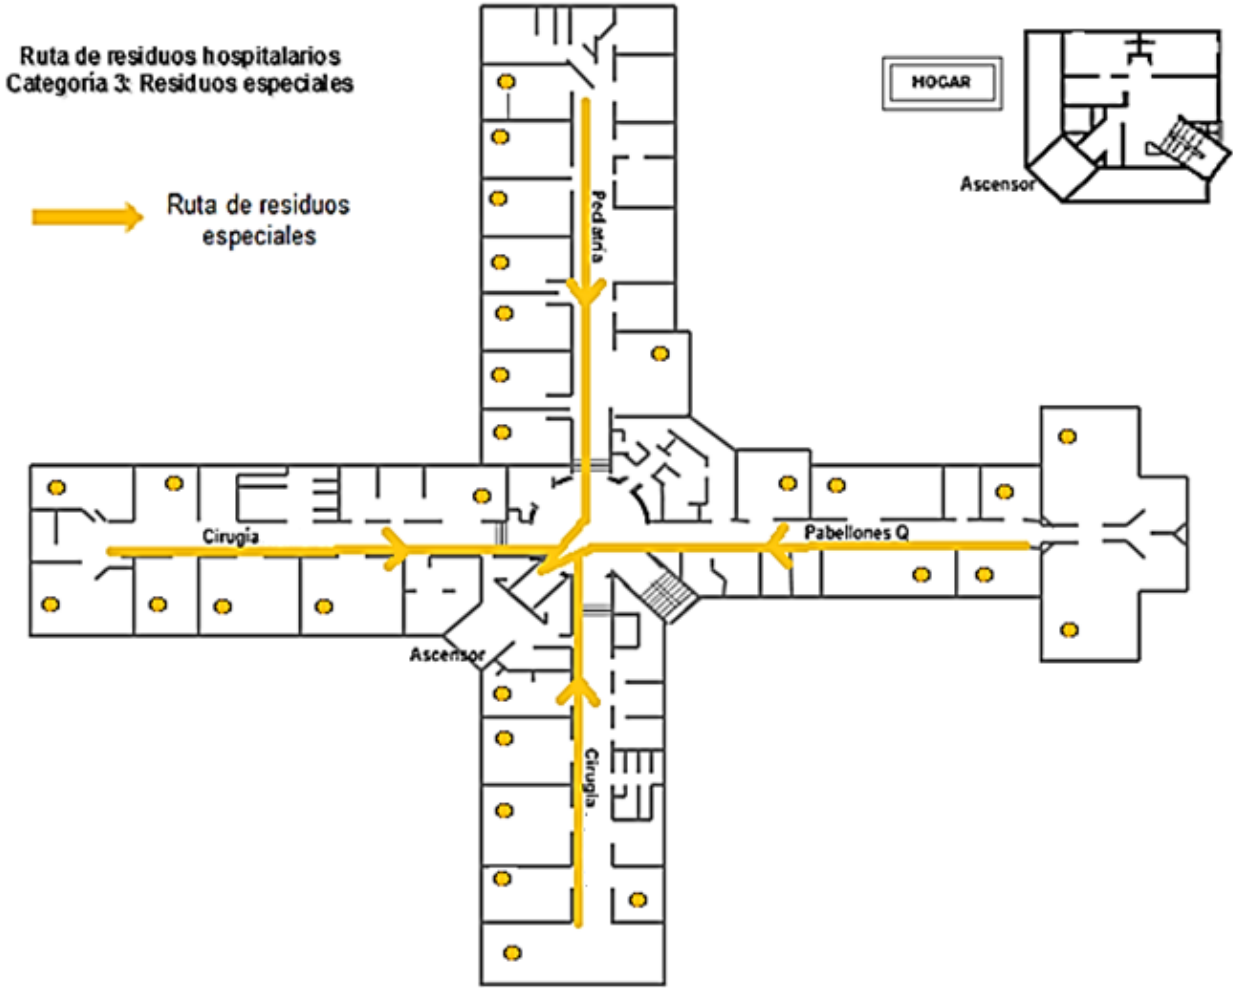 Ruta de residuos hospitalarios
Categoría 3: Residuos especiales
Ruta de residuos
especiales
HOGAR
Ascensor
Pediatría
Cirugía
Pabellones Q
Ascensor
Cirugía